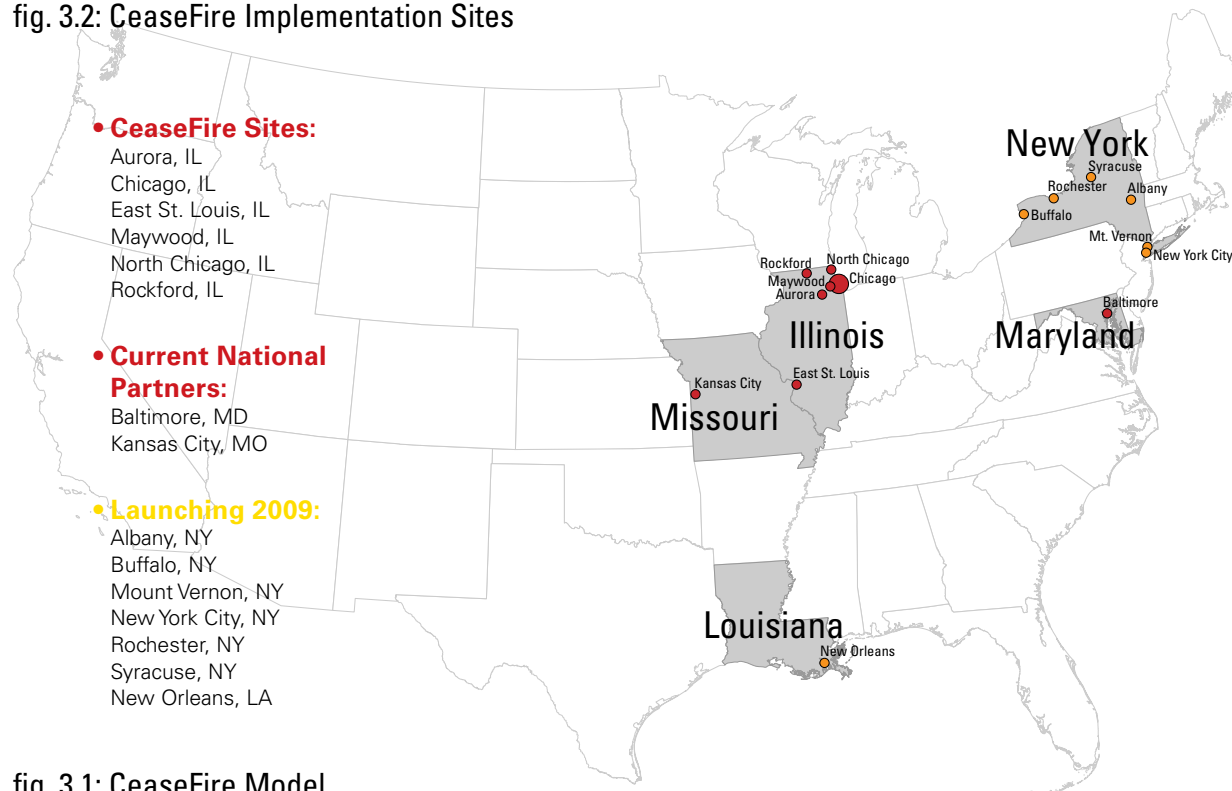 fig. 3.2: CeaseFire Implementation Sites
• CeaseFire Sites:
Aurora, IL
Chicago, IL
East St. Louis, IL
Maywood, IL
North Chicago, IL
Rockford, IL
• Current National
Partners:
Baltimore, MD
Kansas City, MO
• Launching 2009:
Albany, NY
Buffalo, NY
Mount Vernon, NY
New York City, NY
Rochester, NY
Syracuse, NY
New Orleans, LA
New York
Syracuse
Rochester
Albany
Buffalo
Mt. Vernon
New York City
Rockford
North Chicago
Maywood
Chicago
Aurora
Baltimore
Illinois
Maryland
East St. Louis
Kansas City
Missouri
Louisiana
New Orleans
fig. 3.1: CeaseFire Model